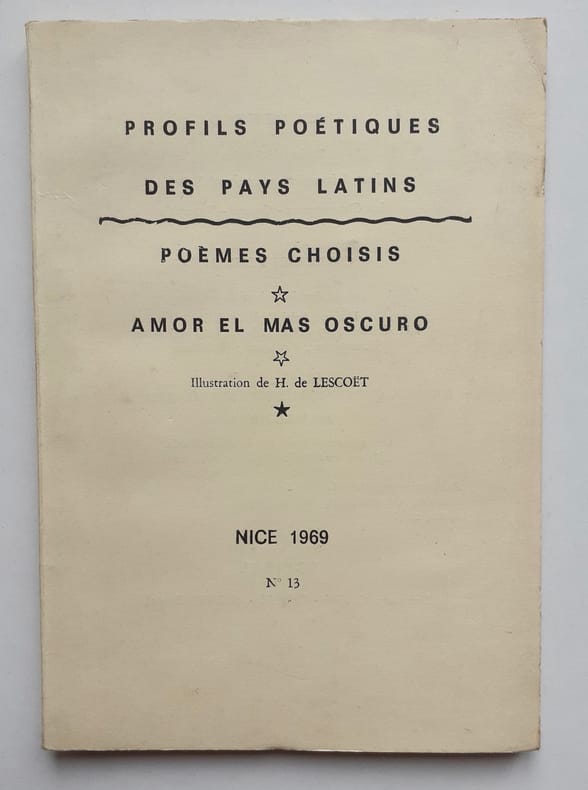 PROFILS POÉTIQUES
DES PAYS LATINS
POÈMES CHOISIS
☆
AMOR EL MAS OSCURO
☆
Illustration de H. de LESCOËT
★
NICE 1969
N° 13